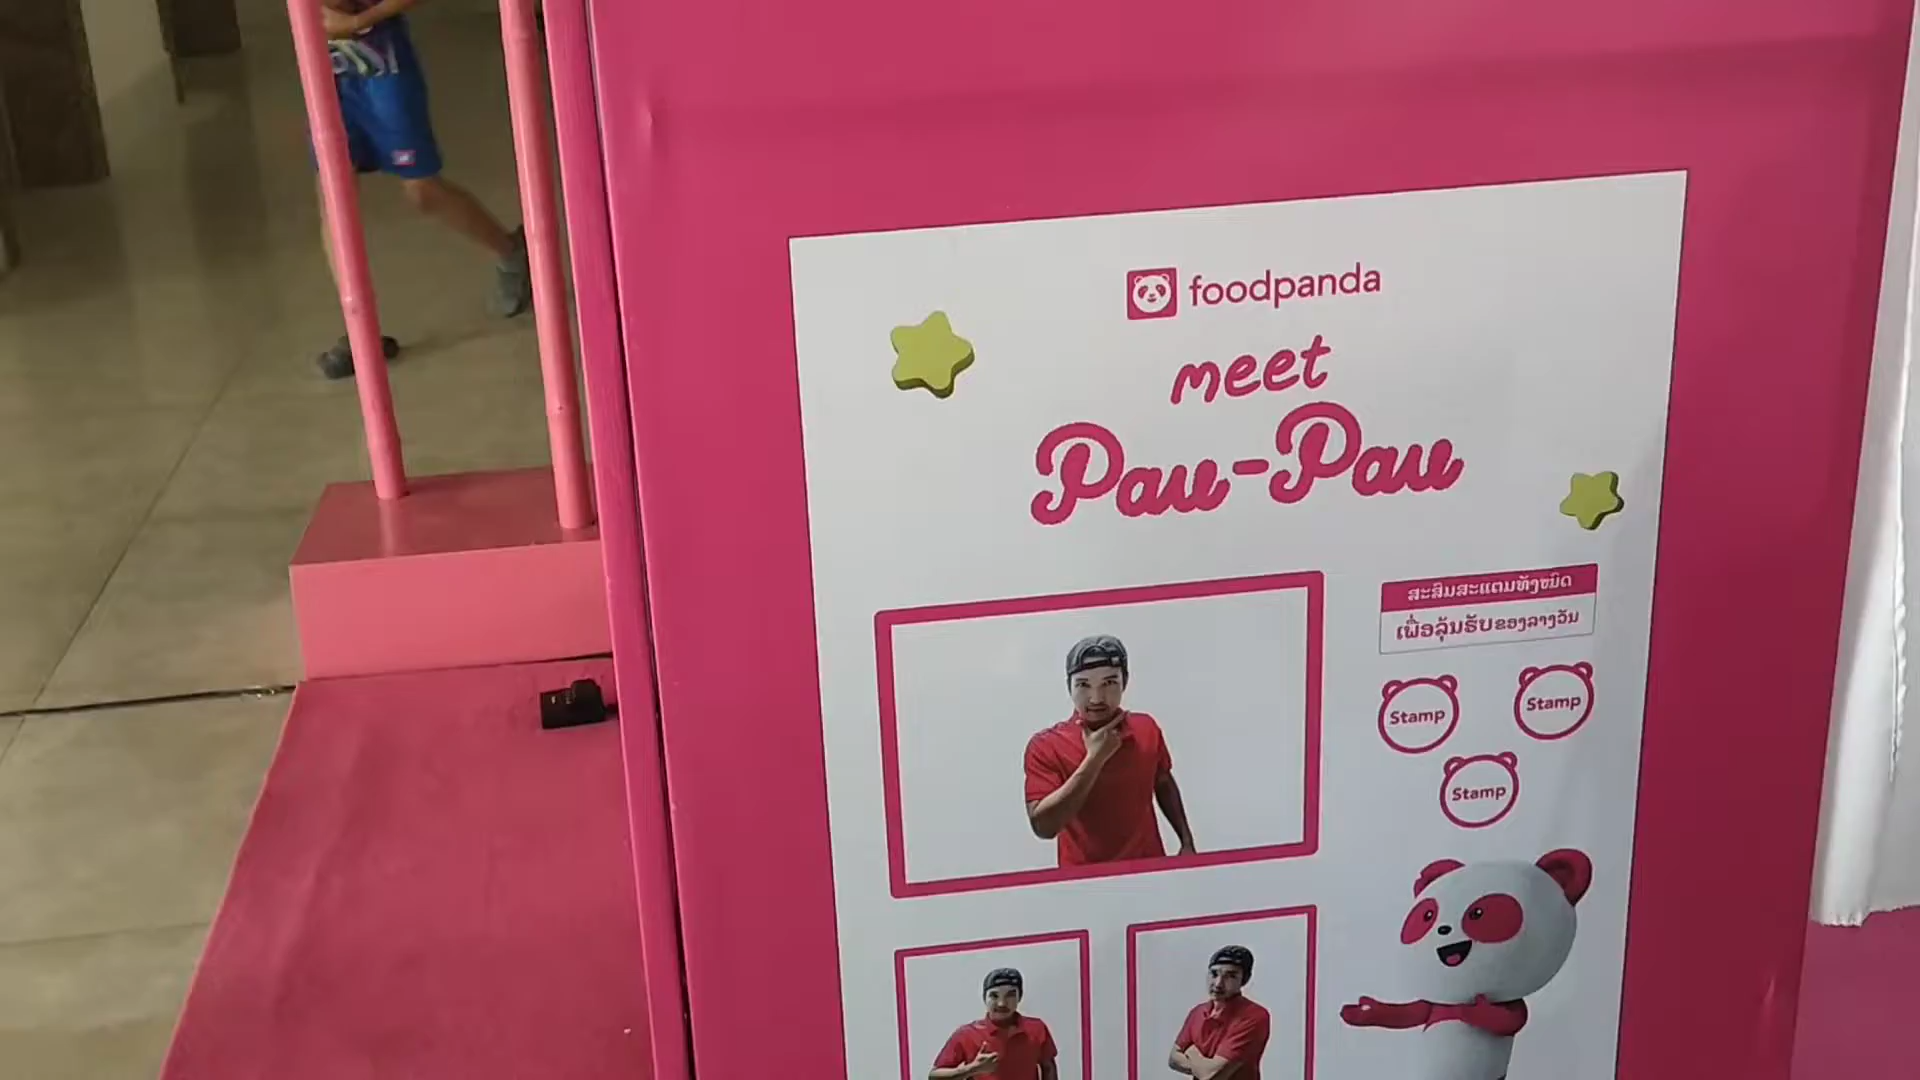 foodpanda
meet
Pau-Pau
ສະສົມສະແຕມທັງໝົດ
ເພື່ອລຸ້ນຮັບຂອງລາງວັນ
Stamp
Stamp
Stamp